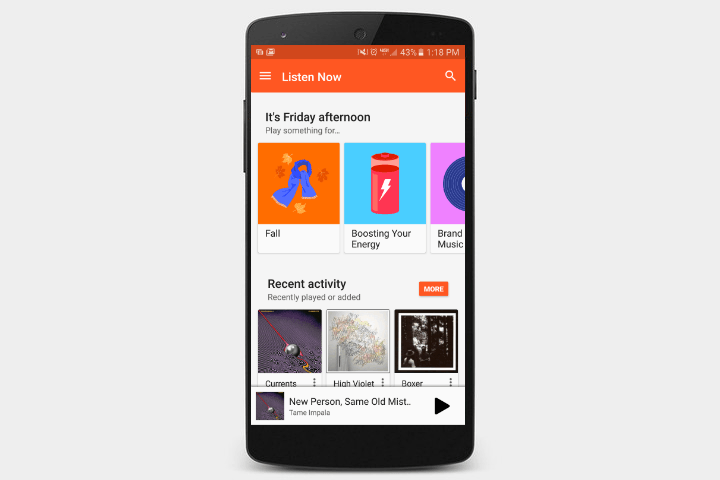 43% 1:18 PM
Listen Now
It's Friday afternoon
Play something for...
Fall
Boosting Your
Energy
Brand
Music
Recent activity
Recently played or added
MORE
Currents
High Violet
Boxer
New Person, Same Old Mist..
Tame Impala